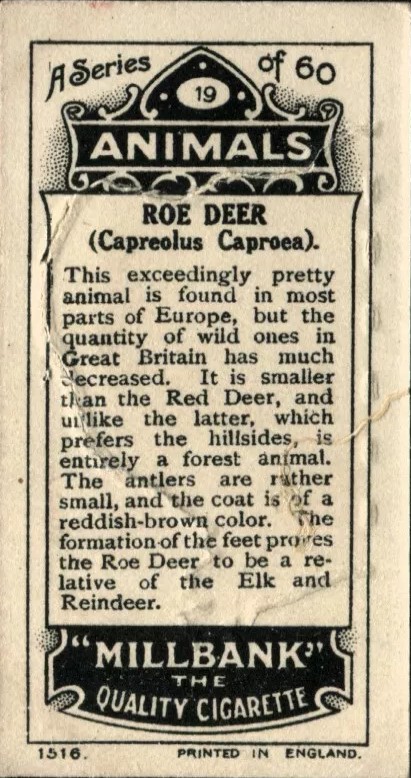 A Series of 60
19
ANIMALS
ROE DEER
(Capreolus Caproea).
This exceedingly pretty
animal is found in most
parts of Europe, but the
quantity of wild ones in
Great Britain has much
decreased. It is smaller
than the Red Deer, and
unlike the latter, which
prefers the hillsides, is
entirely a forest animal.
The antlers are rather
small, and the coat is of a
reddish-brown color. The
formation of the feet proves
the Roe Deer to be a re-
lative of the Elk and
Reindeer.
"MILLBANK"
THE
QUALITY CIGARETTE
1516. PRINTED IN ENGLAND.